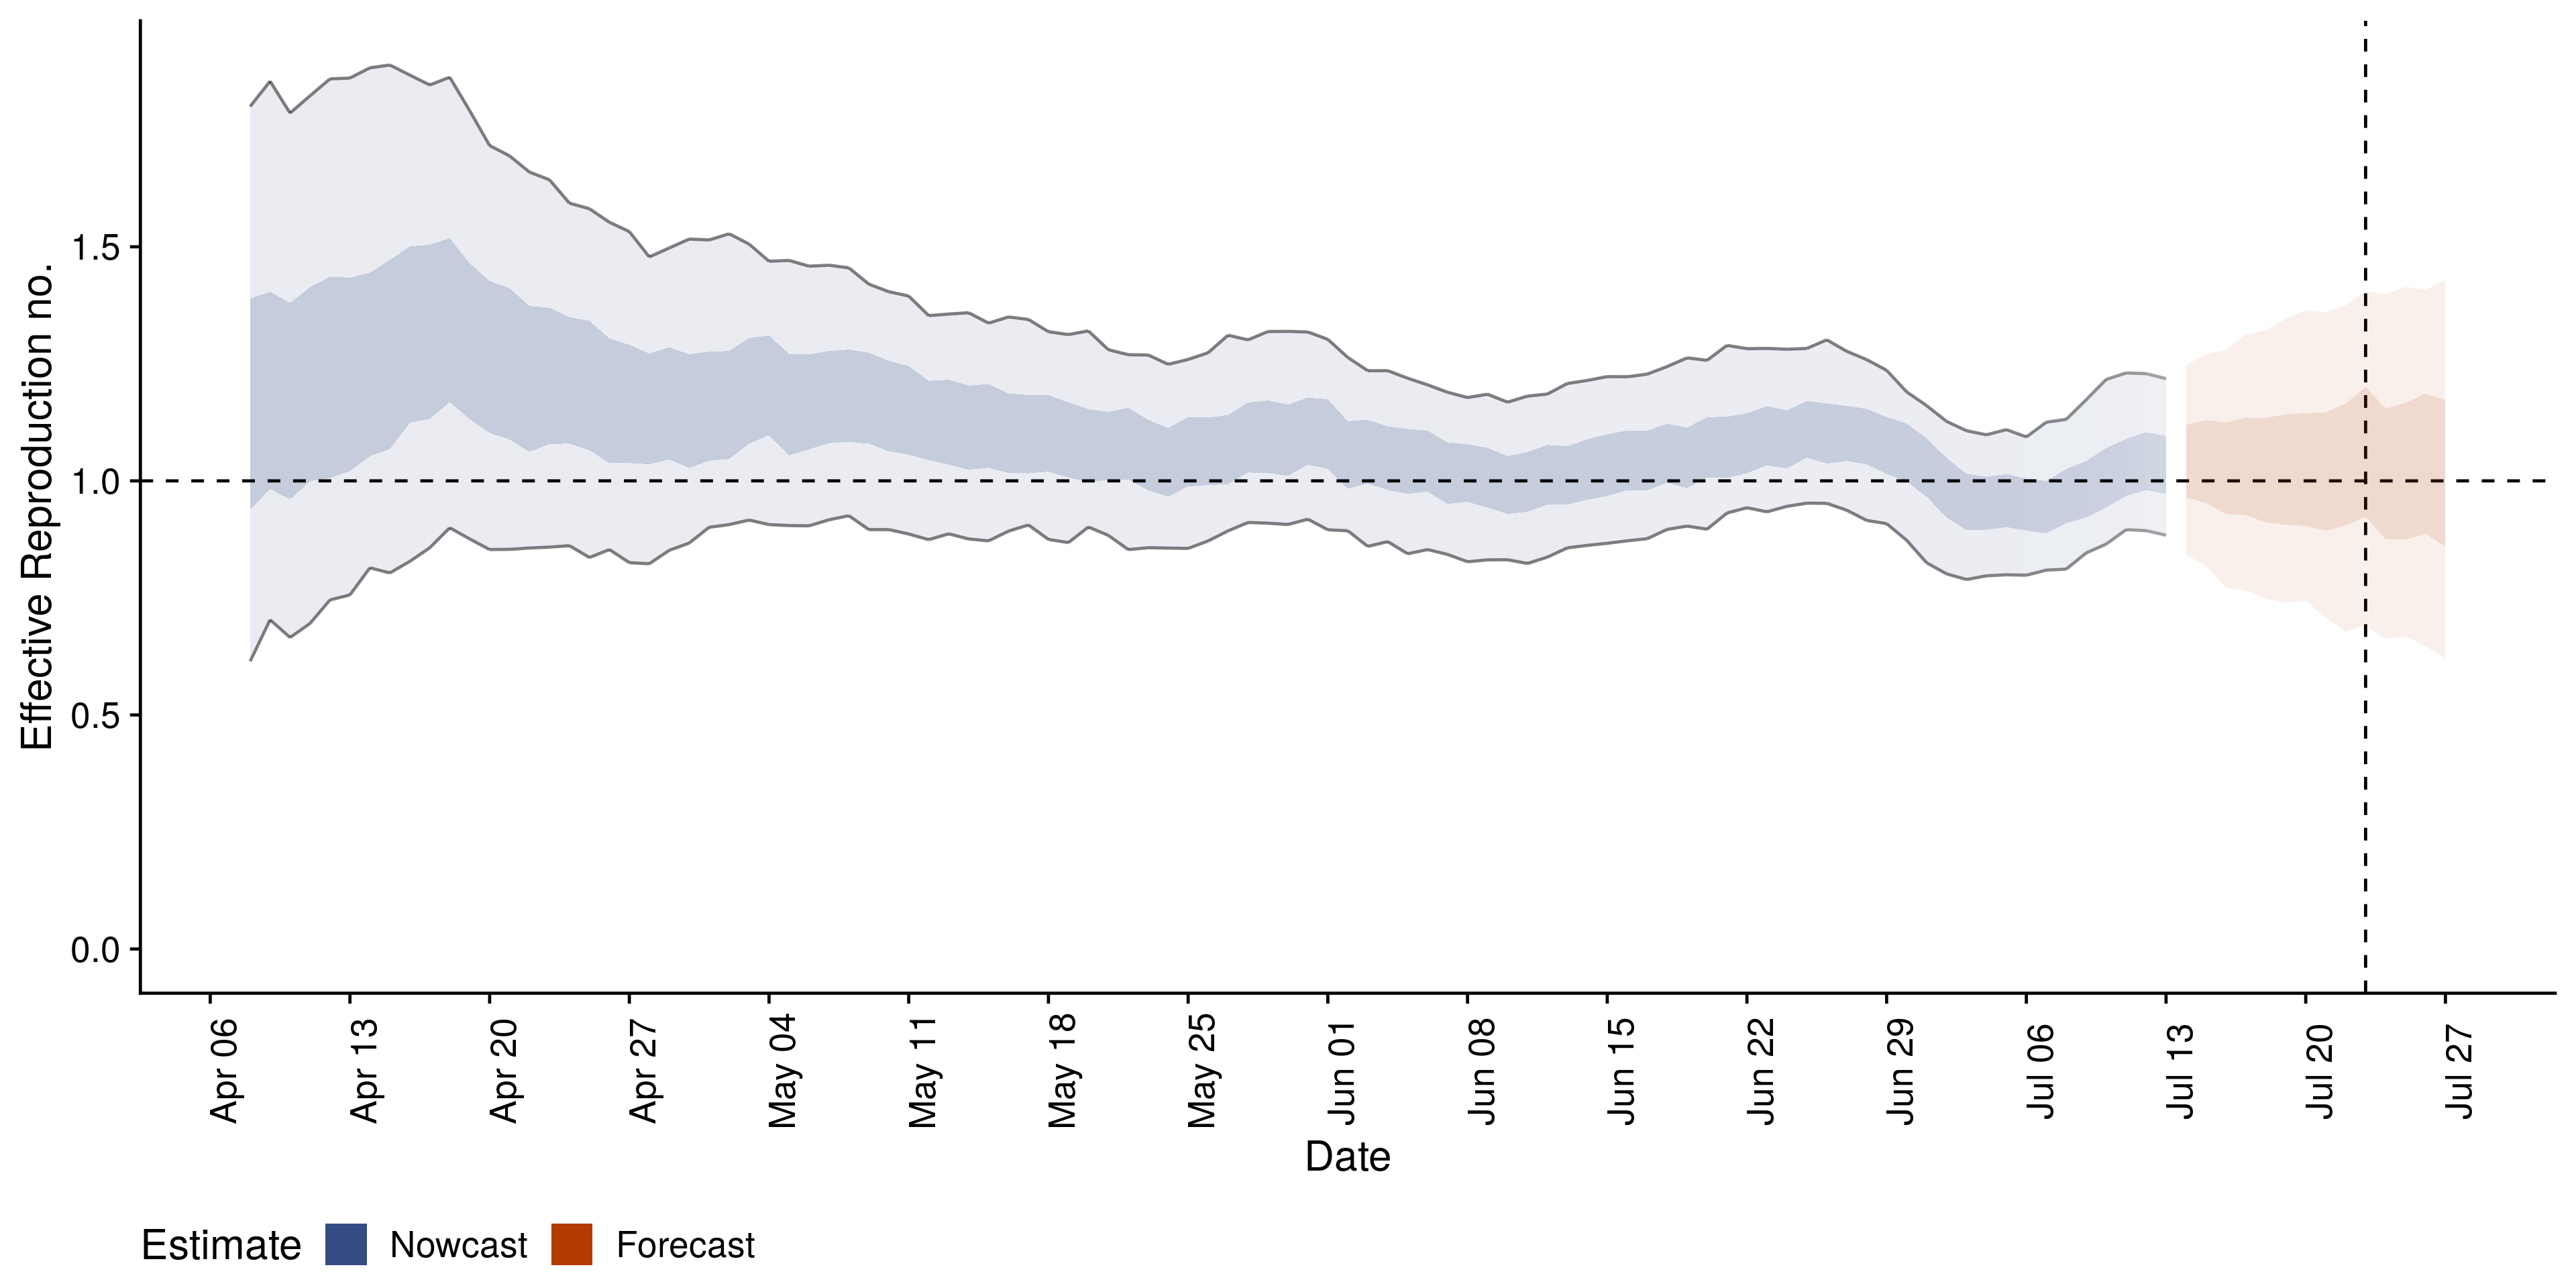 Effective Reproduction no.
1.5
1.0
0.5
0.0
Apr 06
Apr 13
Apr 20
Apr 27
May 04
May 11
May 18
May 25
Jun 01
Jun 08
Jun 15
Jun 22
Jun 29
Jul 06
Jul 13
Jul 20
Jul 27
Date
Estimate Nowcast Forecast